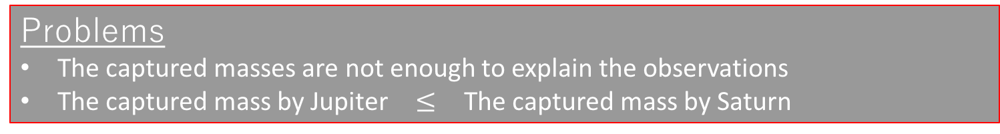 Problems
• The captured masses are not enough to explain the observations
• The captured mass by Jupiter ≤ The captured mass by Saturn